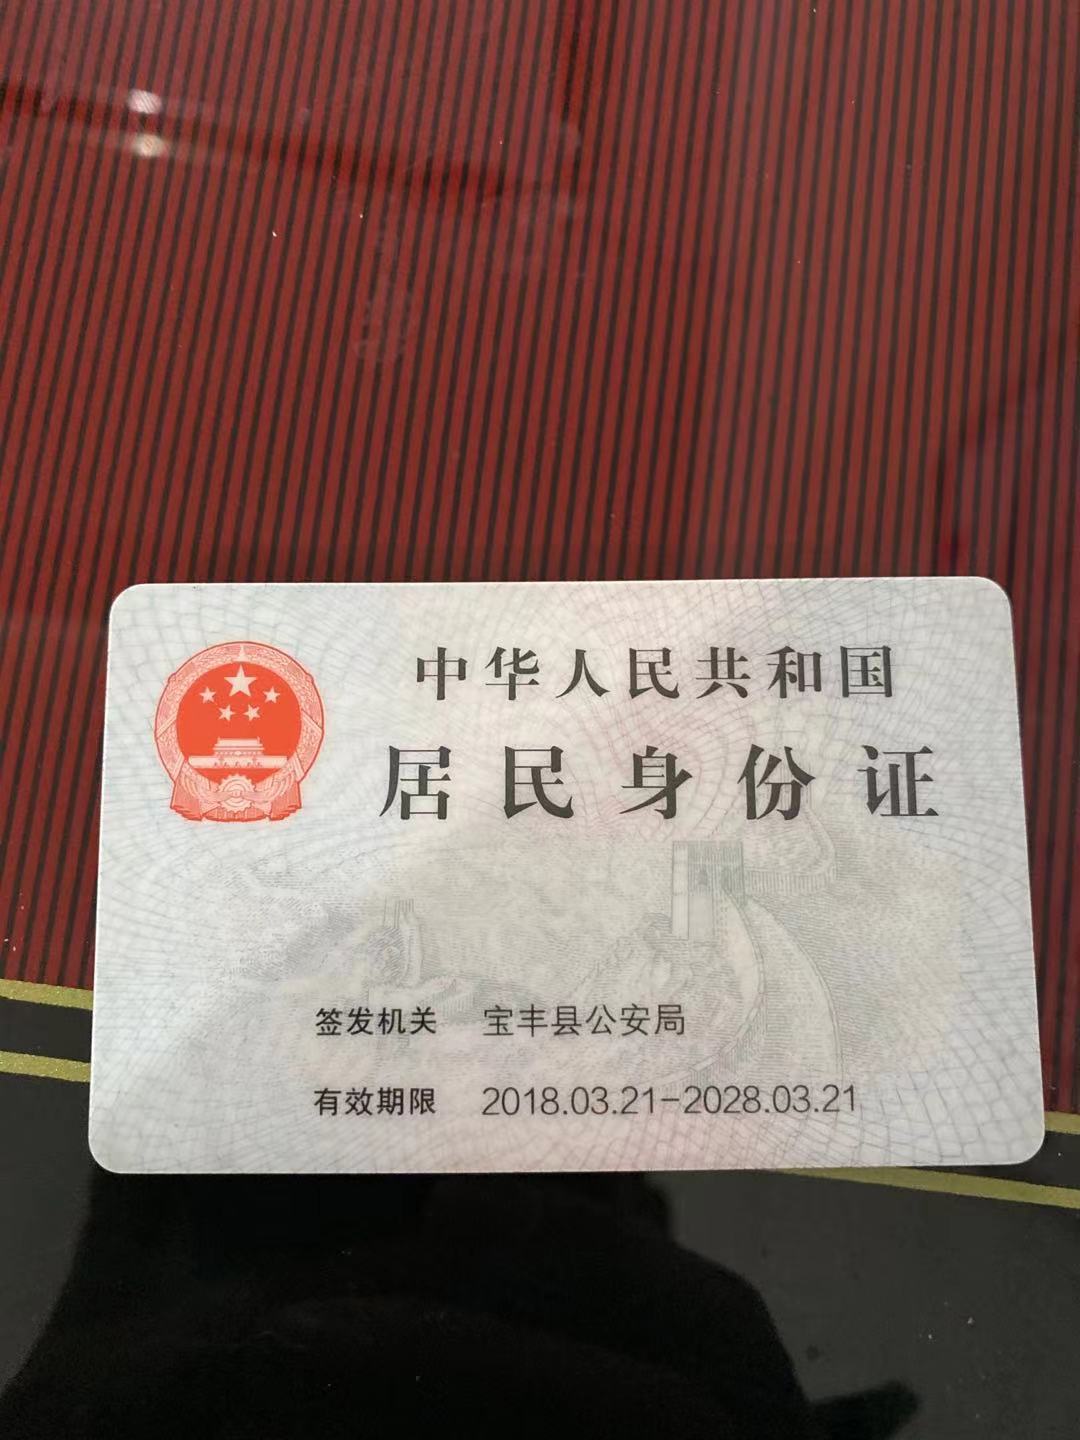 中华人民共和国
居民身份证
签发机关 宝丰县公安局
有效期限 2018.03.21-2028.03.21